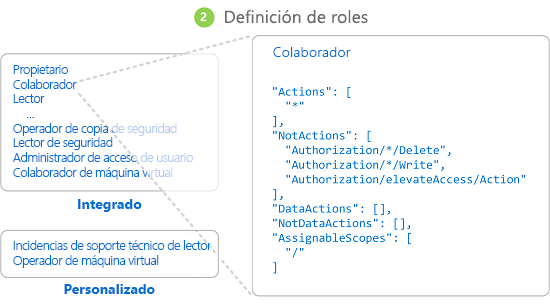 2 Definición de roles
Propietario
Colaborador
Lector
...
Operador de copia de seguridad
Lector de seguridad
Administrador de acceso de usuario
Colaborador de máquina virtual
Integrado
Incidencias de soporte técnico de lector
Operador de máquina virtual
Personalizado
Colaborador
"Actions": [
"*"
],
"NotActions": [
"Authorization/*/Delete",
"Authorization/*/Write",
"Authorization/elevateAccess/Action"
],
"DataActions": [],
"NotDataActions": [],
"AssignableScopes": [
"/"
]